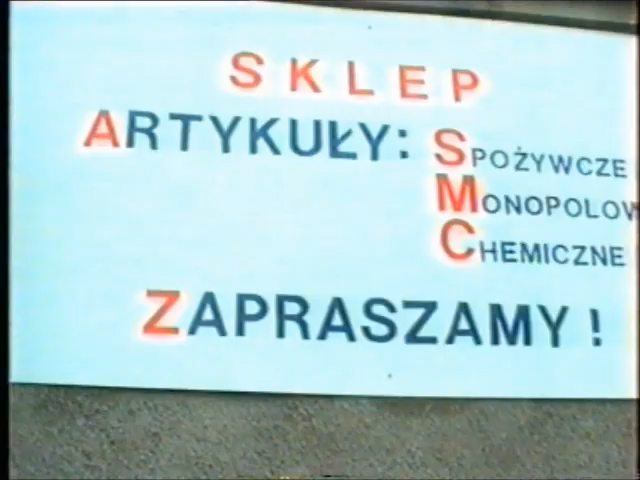 SKLEP
ARTYKUŁY: SPOŻYWCZE
MONOPOLOW
CHEMICZNE
ZAPRASZAMY!